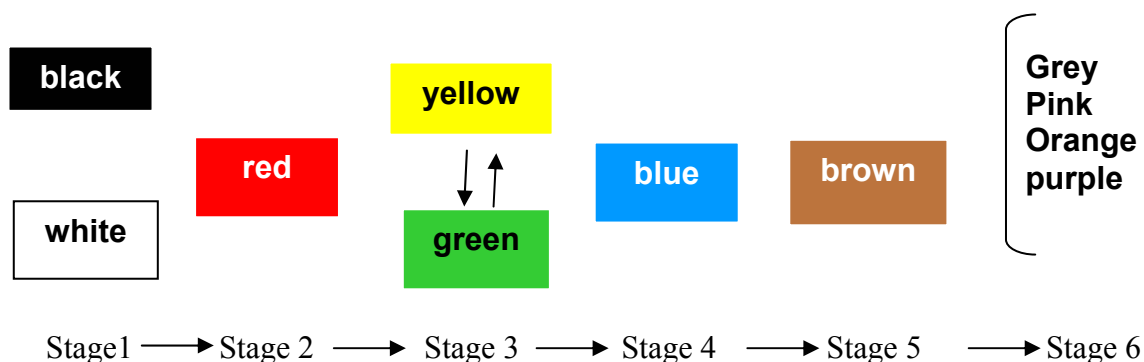 black
white
red
yellow
green
blue
brown
Grey
Pink
Orange
purple
Stage1
Stage 2
Stage 3
Stage 4
Stage 5
Stage 6